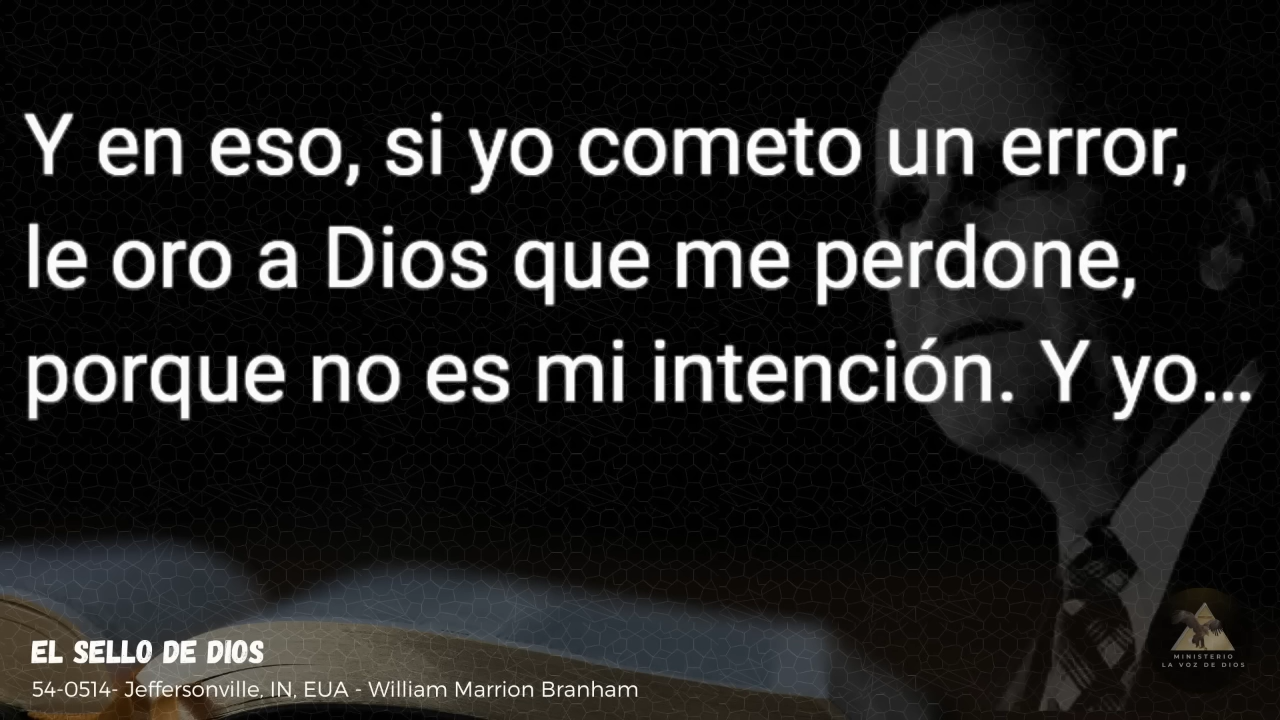 Y en eso, si yo cometo un error,
le oro a Dios que me perdone,
porque no es mi intención. Y yo...
EL SELLO DE DIOS
54-0514- Jeffersonville, IN, EUA - William Marrion Branham
MINISTERIO
LA VOZ DE DIOS